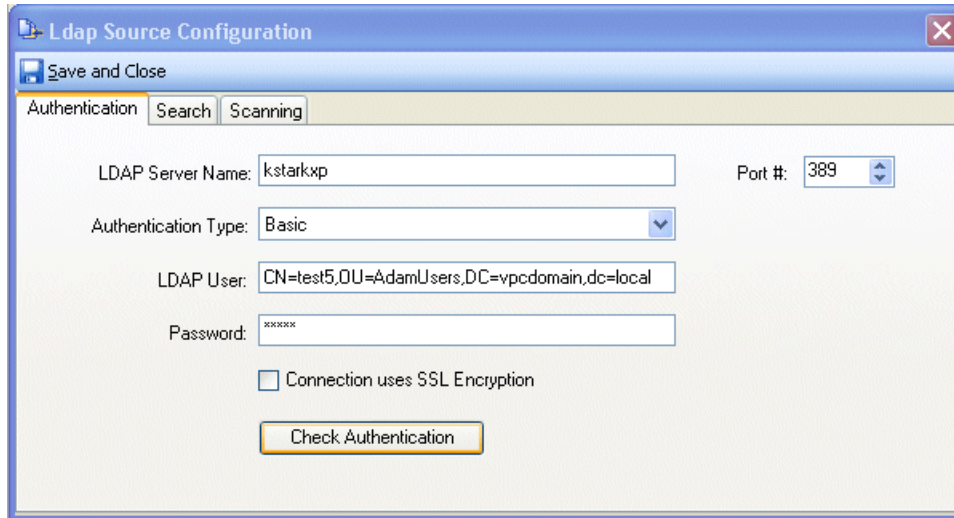 Ldap Source Configuration
Save and Close
Authentication Search Scanning
LDAP Server Name: kstarkxp Port #: 389
Authentication Type: Basic
LDAP User: CN=test5,OU=AdamUsers,DC=vpcdomain,dc=local
Password: *****
Connection uses SSL Encryption
Check Authentication